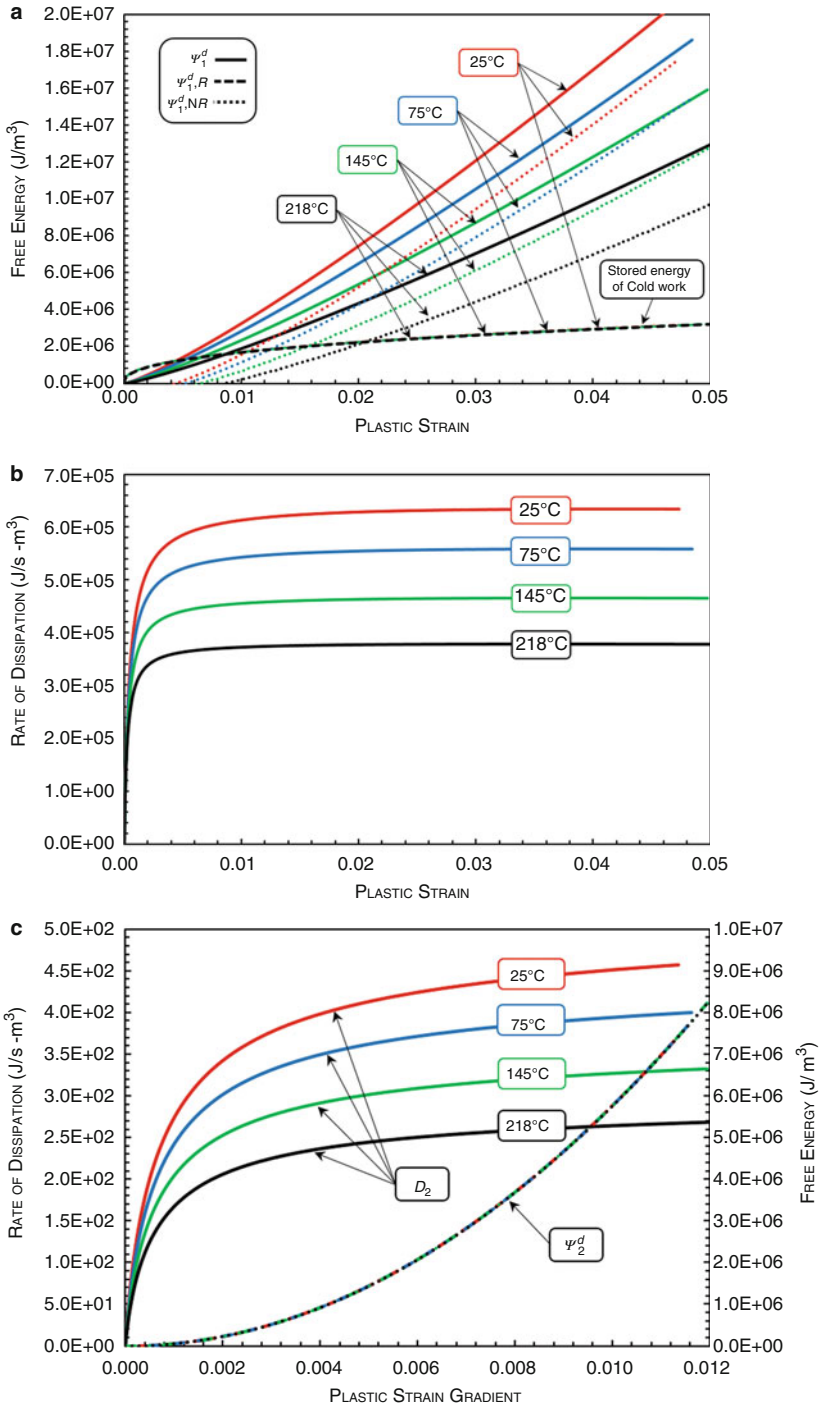 a
2.0E+07
1.8E+07
1.6E+07
1.4E+07
1.2E+07
1.0E+07
8.0E+06
6.0E+06
4.0E+06
2.0E+06
0.0E+00
FREE ENERGY (J/m³)
Ψ₁ᵈ
Ψ₁ᵈ,R
Ψ₁ᵈ,NR
25°C
75°C
145°C
218°C
Stored energy
of Cold work
0.00 0.01 0.02 0.03 0.04 0.05
PLASTIC STRAIN
b
7.0E+05
6.0E+05
5.0E+05
4.0E+05
3.0E+05
2.0E+05
1.0E+00
0.0E+00
RATE OF DISSIPATION (J/s -m³)
25°C
75°C
145°C
218°C
0.00 0.01 0.02 0.03 0.04 0.05
PLASTIC STRAIN
c
5.0E+02
4.5E+02
4.0E+02
3.5E+02
3.0E+02
2.5E+02
2.0E+02
1.5E+02
1.0E+02
5.0E+01
0.0E+00
RATE OF DISSIPATION (J/s -m³)
25°C
75°C
145°C
218°C
D₂
Ψ₂ᵈ
1.0E+07
9.0E+06
8.0E+06
7.0E+06
6.0E+06
5.0E+06
4.0E+06
3.0E+06
2.0E+06
1.0E+06
0.0E+00
FREE ENERGY (J/ m³)
0.000 0.002 0.004 0.006 0.008 0.010 0.012
PLASTIC STRAIN GRADIENT